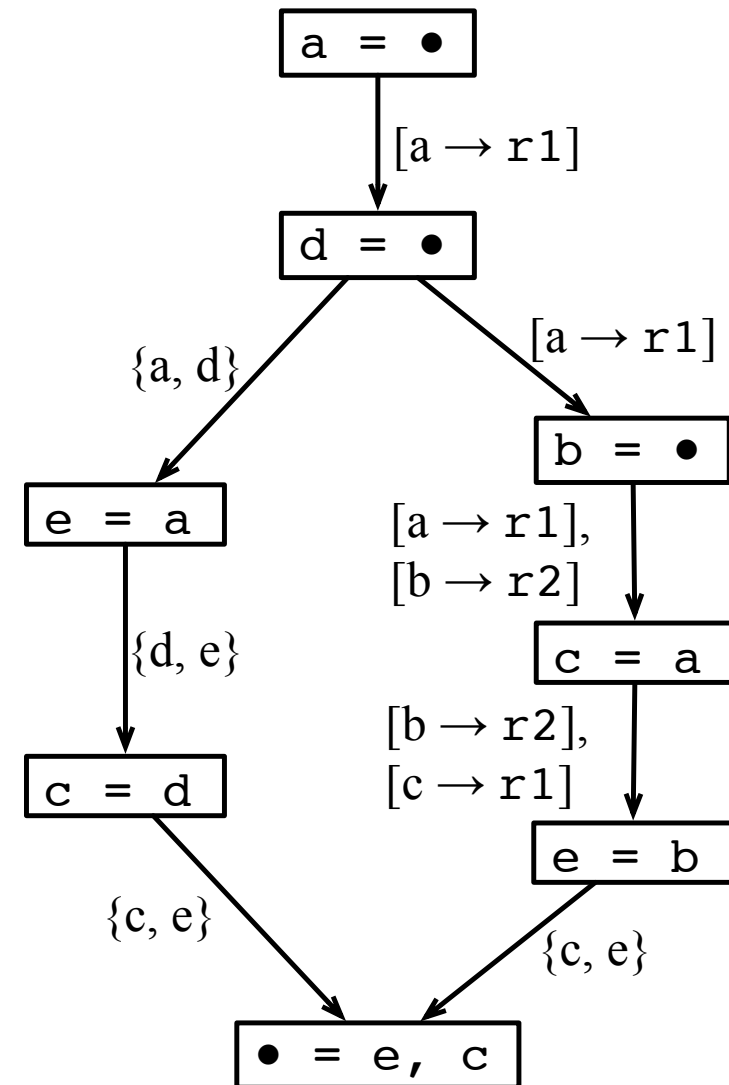 a = ●
[a → r1]
d = ●
{a, d}
[a → r1]
b = ●
e = a
[a → r1],
[b → r2]
{d, e}
c = a
[b → r2],
[c → r1]
c = d
e = b
{c, e}
{c, e}
● = e, c